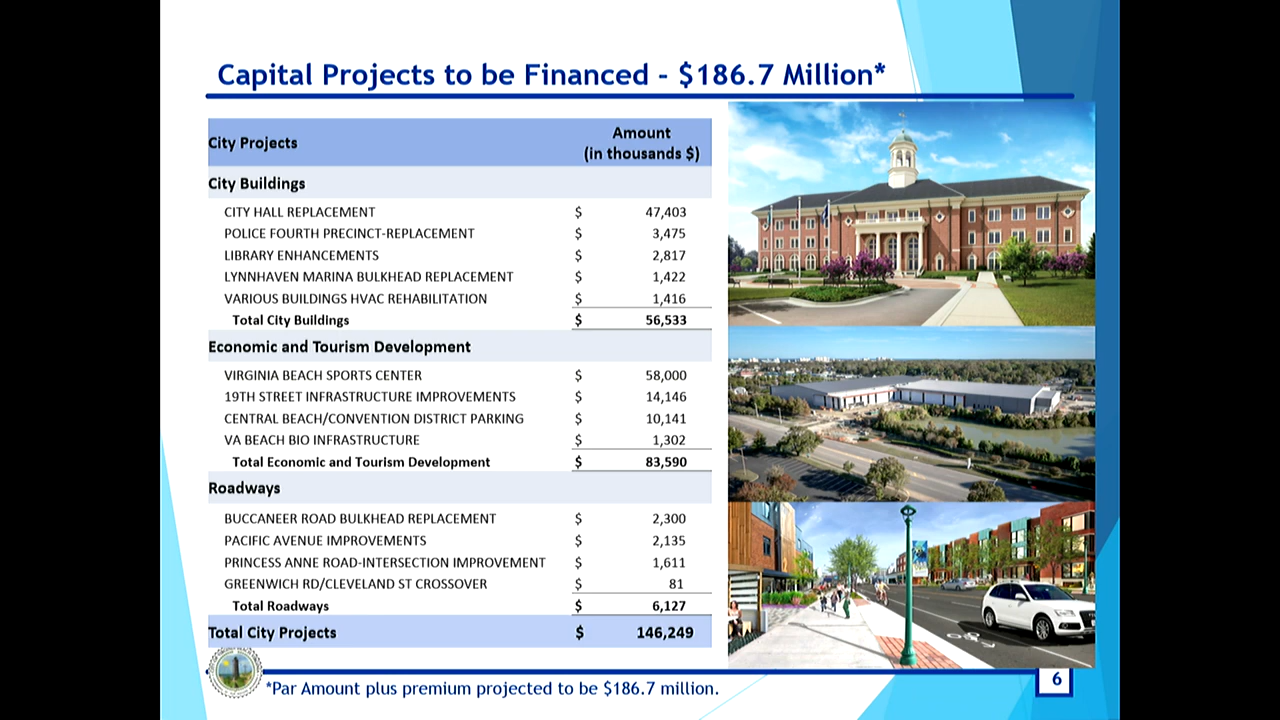 Capital Projects to be Financed - $186.7 Million*
City Projects Amount (in thousands $)
City Buildings
CITY HALL REPLACEMENT $ 47,403
POLICE FOURTH PRECINCT-REPLACEMENT $ 3,475
LIBRARY ENHANCEMENTS $ 2,817
LYNNHAVEN MARINA BULKHEAD REPLACEMENT $ 1,422
VARIOUS BUILDINGS HVAC REHABILITATION $ 1,416
Total City Buildings $ 56,533
Economic and Tourism Development
VIRGINIA BEACH SPORTS CENTER $ 58,000
19TH STREET INFRASTRUCTURE IMPROVEMENTS $ 14,146
CENTRAL BEACH/CONVENTION DISTRICT PARKING $ 10,141
VA BEACH BIO INFRASTRUCTURE $ 1,302
Total Economic and Tourism Development $ 83,590
Roadways
BUCCANEER ROAD BULKHEAD REPLACEMENT $ 2,300
PACIFIC AVENUE IMPROVEMENTS $ 2,135
PRINCESS ANNE ROAD-INTERSECTION IMPROVEMENT $ 1,611
GREENWICH RD/CLEVELAND ST CROSSOVER $ 81
Total Roadways $ 6,127
Total City Projects $ 146,249
*Par Amount plus premium projected to be $186.7 million.
6